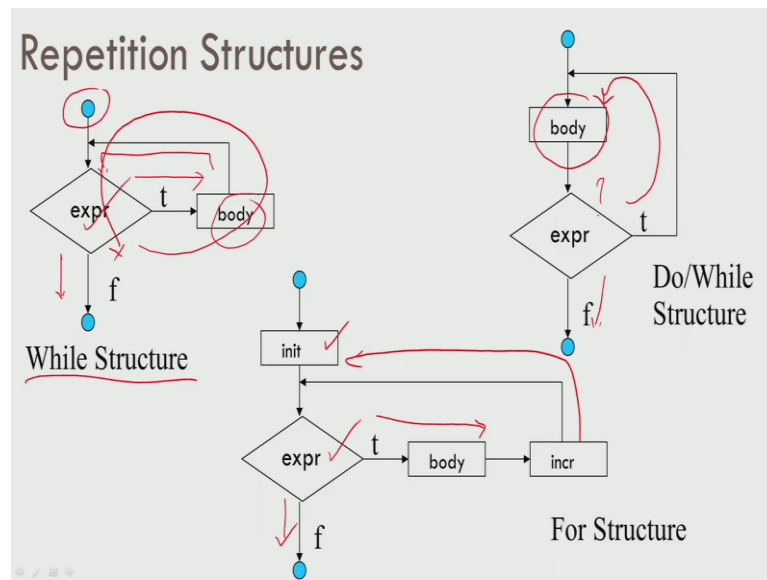 Repetition Structures
expr
t
body
f
While Structure
body
expr
t
f
Do/While
Structure
init
expr
t
body
incr
f
For Structure